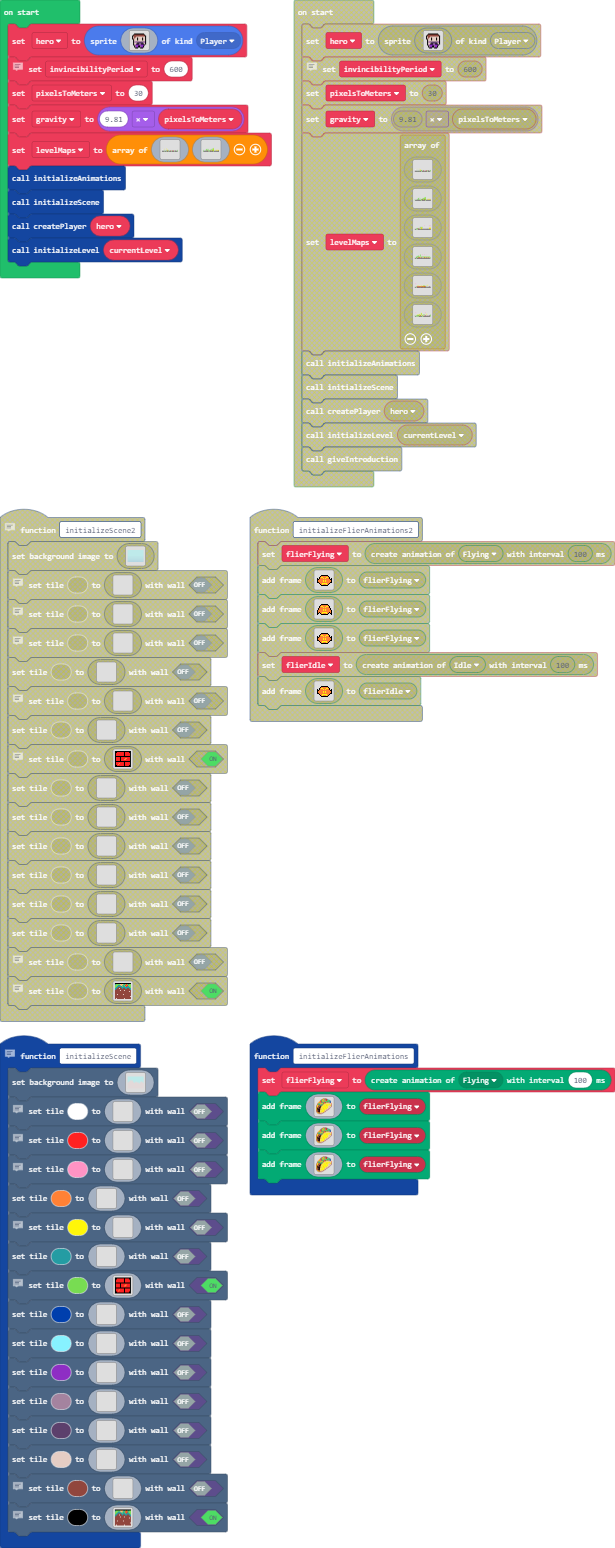 on start
set hero to sprite of kind Player
set invincibilityPeriod to 600
set pixelsToMeters to 30
set gravity to 9.81 × pixelsToMeters
set levelMaps to array of
call initializeAnimations
call initializeScene
call createPlayer hero
call initializeLevel currentLevel
on start
set hero to sprite of kind Player
set invincibilityPeriod to 600
set pixelsToMeters to 30
set gravity to 9.81 × pixelsToMeters
array of
set levelMaps to
call initializeAnimations
call initializeScene
call createPlayer hero
call initializeLevel currentLevel
call giveIntroduction
function initializeScene2
set background image to
set tile to with wall OFF
set tile to with wall OFF
set tile to with wall OFF
set tile to with wall OFF
set tile to with wall OFF
set tile to with wall OFF
set tile to with wall ON
set tile to with wall OFF
set tile to with wall OFF
set tile to with wall OFF
set tile to with wall OFF
set tile to with wall OFF
set tile to with wall OFF
set tile to with wall OFF
set tile to with wall ON
function initializeFlierAnimations2
set flierFlying to create animation of Flying with interval 100 ms
add frame to flierFlying
add frame to flierFlying
add frame to flierFlying
set flierIdle to create animation of Idle with interval 100 ms
add frame to flierIdle
function initializeScene
set background image to
set tile to with wall OFF
set tile to with wall OFF
set tile to with wall OFF
set tile to with wall OFF
set tile to with wall OFF
set tile to with wall OFF
set tile to with wall ON
set tile to with wall OFF
set tile to with wall OFF
set tile to with wall OFF
set tile to with wall OFF
set tile to with wall OFF
set tile to with wall OFF
set tile to with wall OFF
set tile to with wall ON
function initializeFlierAnimations
set flierFlying to create animation of Flying with interval 100 ms
add frame to flierFlying
add frame to flierFlying
add frame to flierFlying